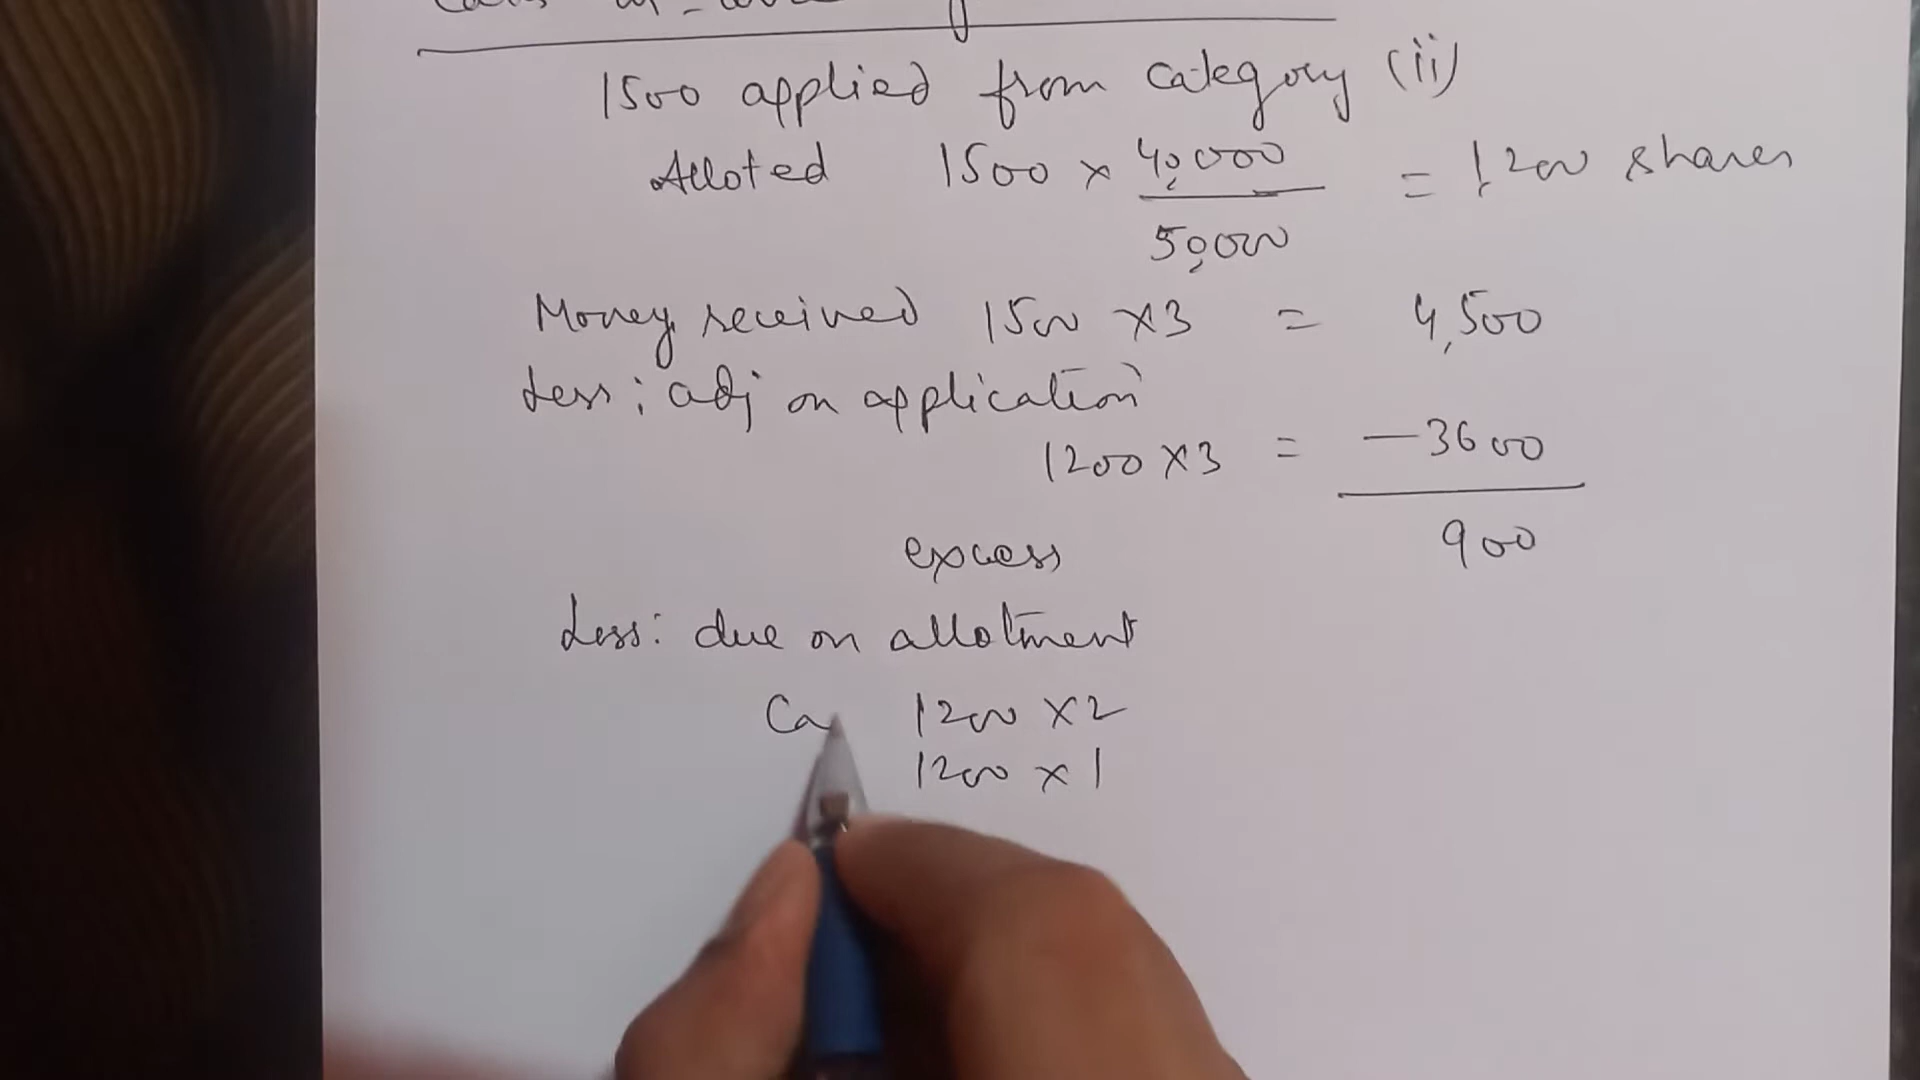 1500 applied from Category (ii)
Alloted 1500 × 40,000 = 1200 shares
50,000
Money received 1500 ×3 = 4,500
Less; adj on application
1200 ×3 = -3600
excess 900
Less: due on allotment
Ca 1200 ×2
1200 × 1